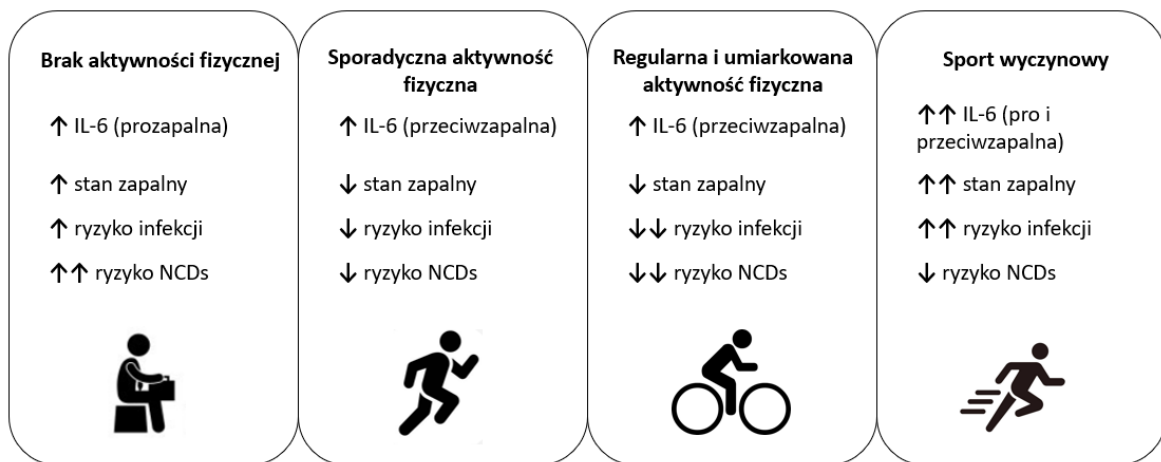 Brak aktywności fizycznej
↑ IL-6 (prozapalna)
↑ stan zapalny
↑ ryzyko infekcji
↑↑ ryzyko NCDs
Sporadyczna aktywność
fizyczna
↑ IL-6 (przeciwzapalna)
↓ stan zapalny
↓ ryzyko infekcji
↓ ryzyko NCDs
Regularna i umiarkowana
aktywność fizyczna
↑ IL-6 (przeciwzapalna)
↓ stan zapalny
↓↓ ryzyko infekcji
↓↓ ryzyko NCDs
Sport wyczynowy
↑↑ IL-6 (pro i
przeciwzapalna)
↑↑ stan zapalny
↑↑ ryzyko infekcji
↓ ryzyko NCDs